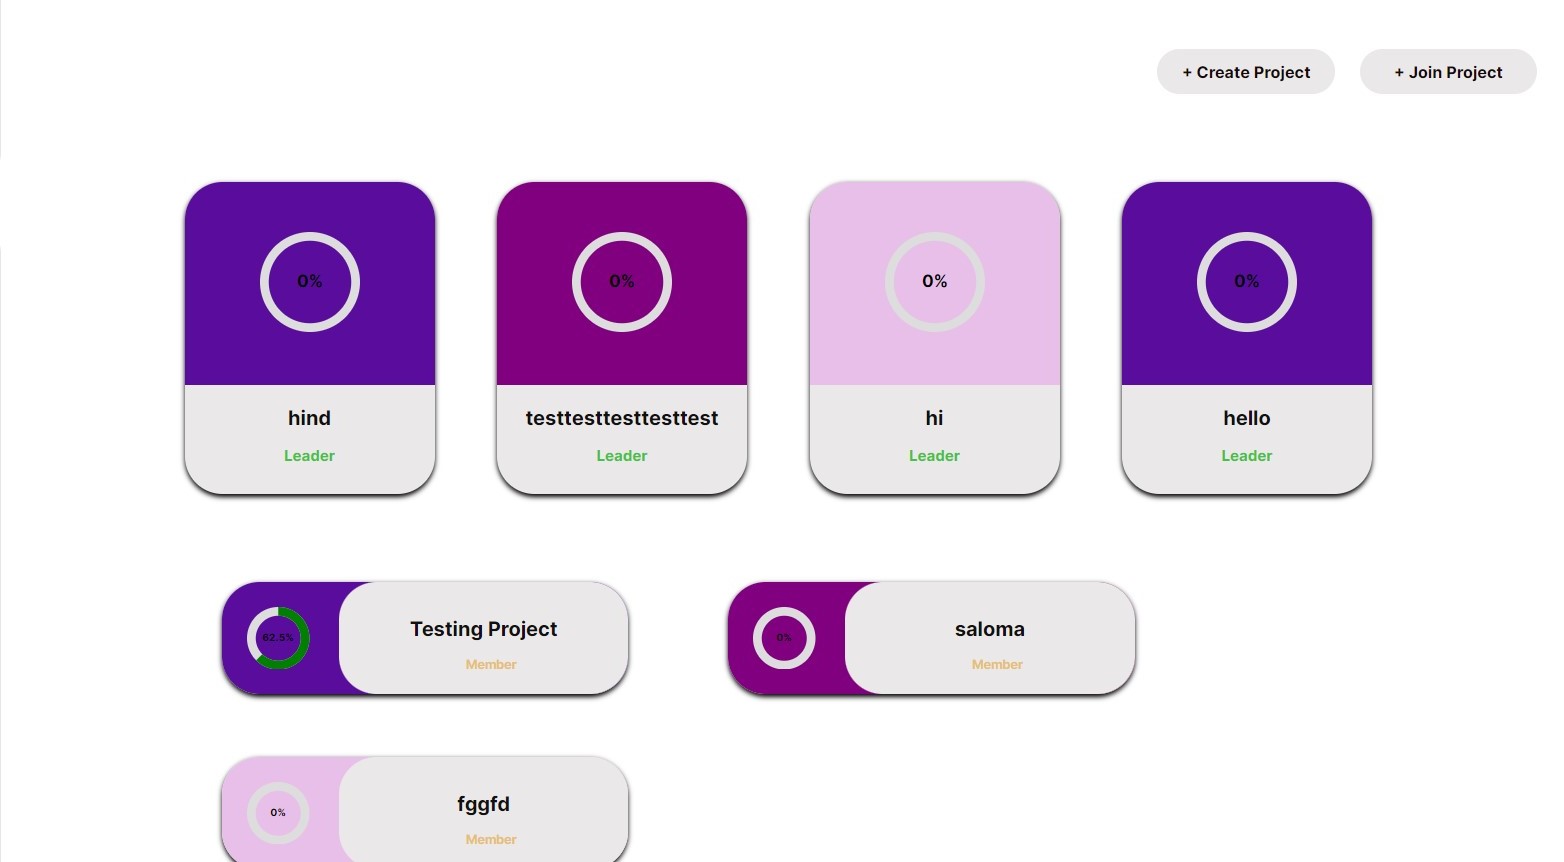 + Create Project
+ Join Project
0%
0%
0%
0%
hind
testtesttesttesttest
hi
hello
Leader
Leader
Leader
Leader
62.5%
Testing Project
Member
0%
saloma
Member
0%
fggfd
Member